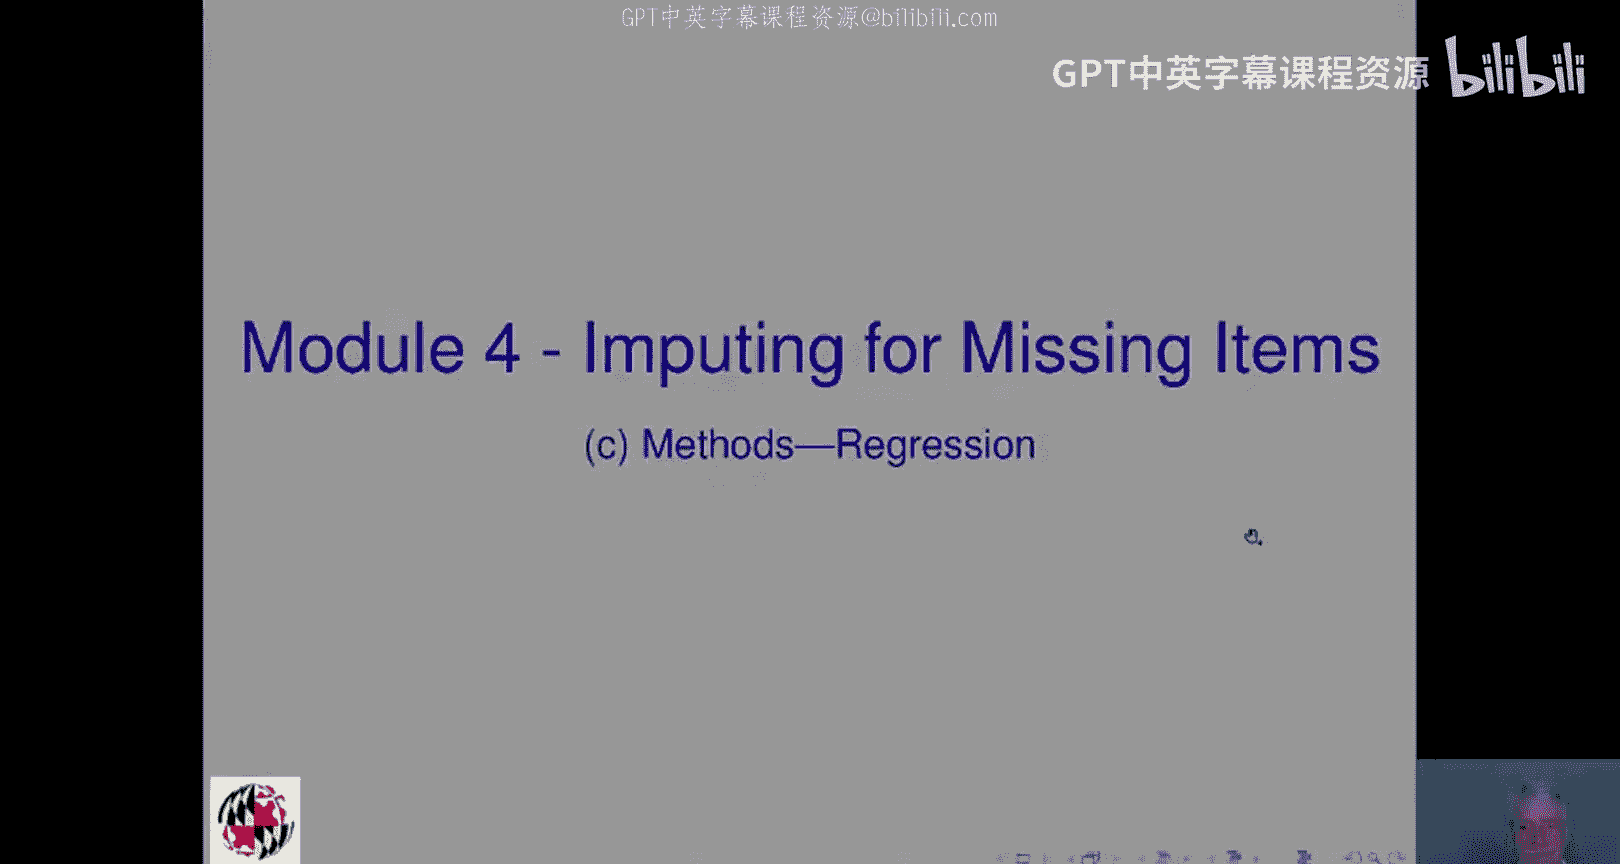 GPT中英字幕课程资源@bilibili.com
GPT中英字幕课程资源 bilibili
Module 4 - Imputing for Missing Items
(c) Methods—Regression